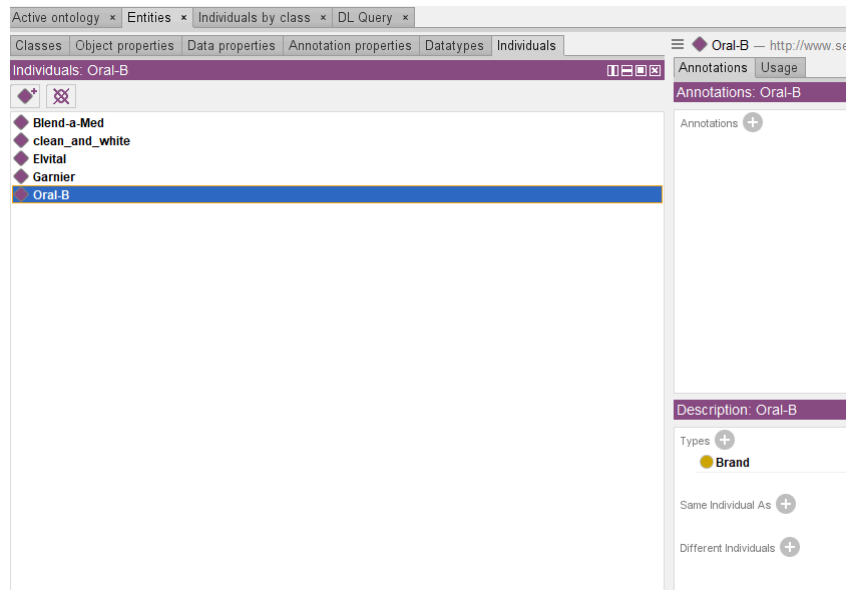 Active ontology × Entities × Individuals by class × DL Query ×
Classes Object properties Data properties Annotation properties Datatypes Individuals
Individuals: Oral-B
Blend-a-Med
clean_and_white
Elvital
Garnier
Oral-B
Oral-B — http://www.se
Annotations Usage
Annotations: Oral-B
Annotations
Description: Oral-B
Types
Brand
Same Individual As
Different Individuals